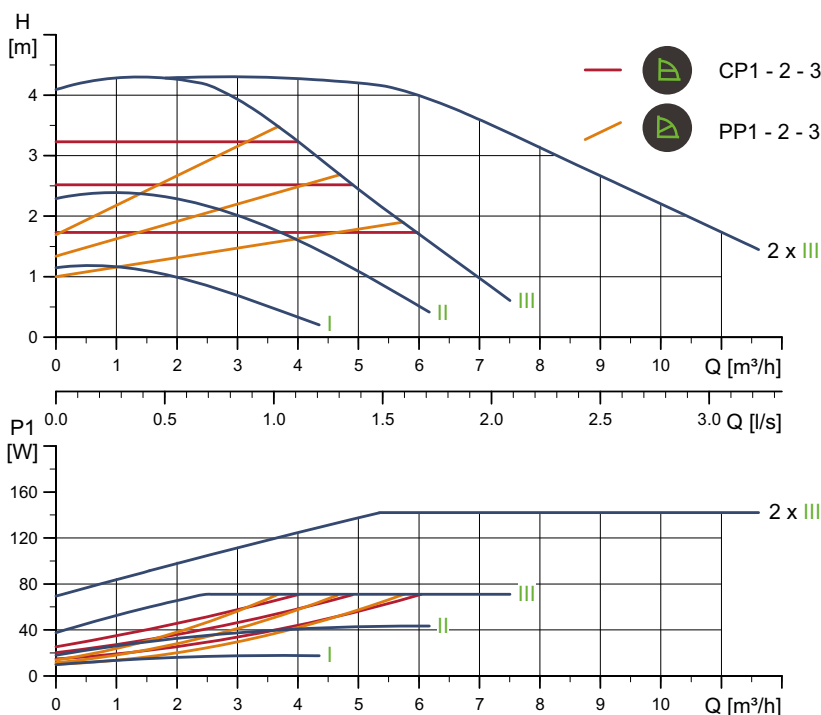 H
[m]
4
3
2
1
0
CP1 - 2 - 3
PP1 - 2 - 3
2 x III
III
II
I
0 1 2 3 4 5 6 7 8 9 10 Q [m³/h]
0.0 0.5 1.0 1.5 2.0 2.5 3.0 Q [l/s]
P1
[W]
160
120
80
40
0
2 x III
III
II
I
0 1 2 3 4 5 6 7 8 9 10 Q [m³/h]